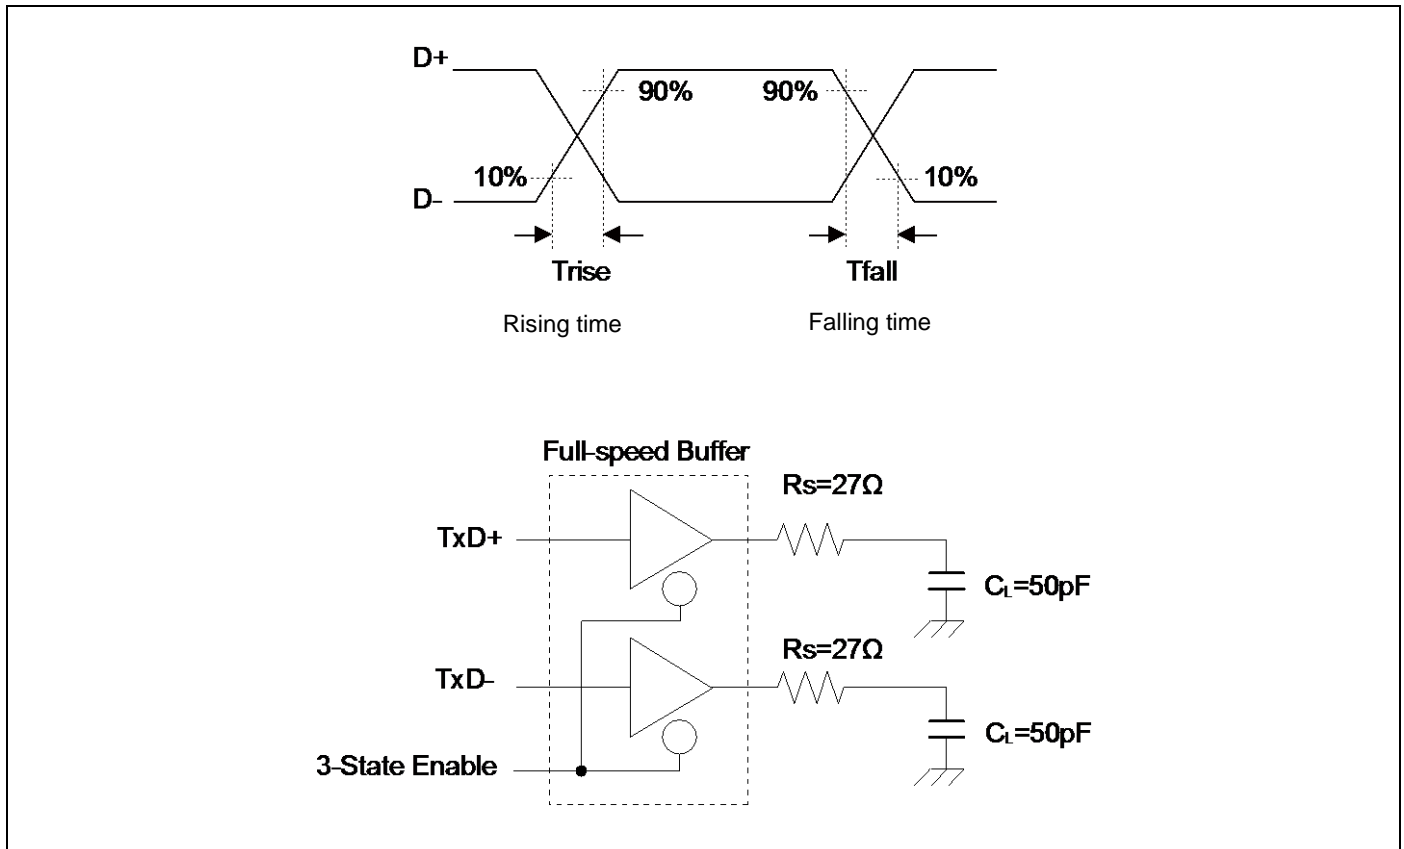 D+
90%
90%
10%
10%
D-
Trise
Tfall
Rising time
Falling time
Full-speed Buffer
Rs=27Ω
TxD+
CL=50pF
Rs=27Ω
TxD-
CL=50pF
3-State Enable